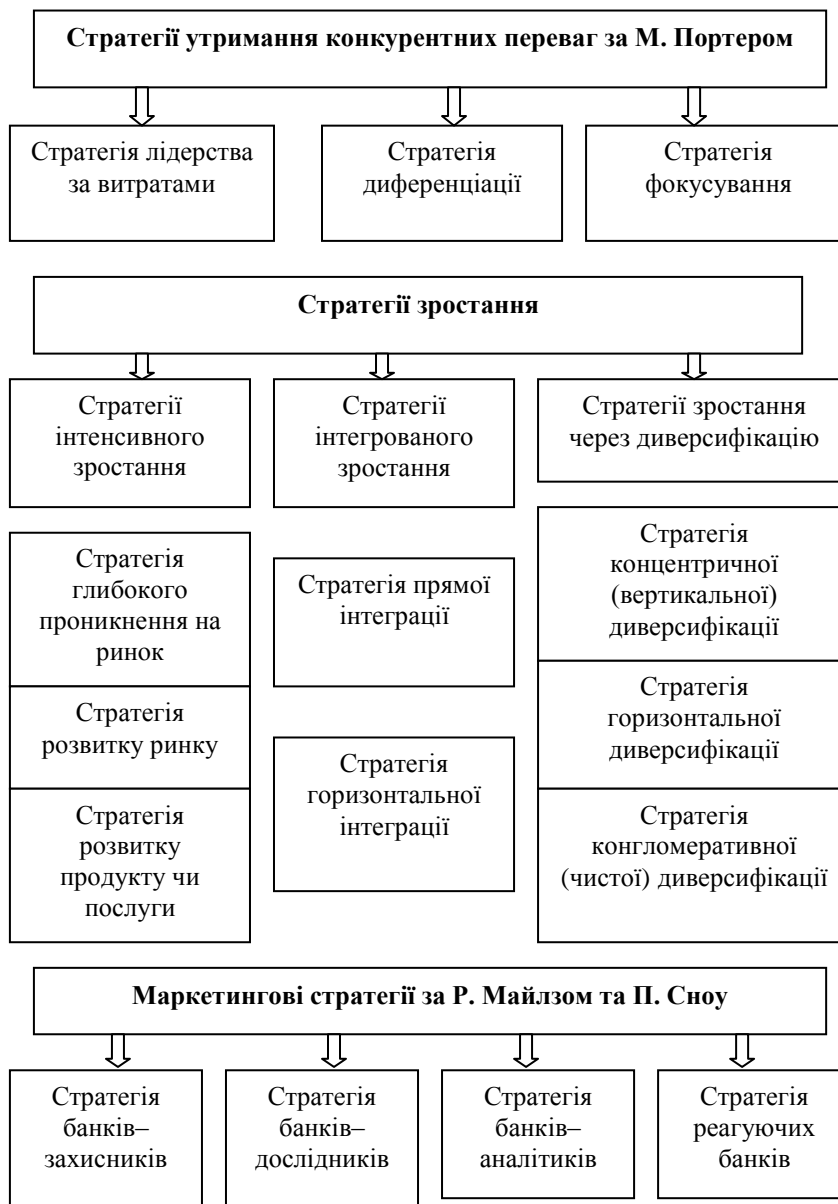 Стратегії утримання конкурентних переваг за М. Портером
Стратегія лідерства
за витратами
Стратегія
диференціації
Стратегія
фокусування
Стратегії зростання
Стратегії
інтенсивного
зростання
Стратегії
інтегрованого
зростання
Стратегії зростання
через диверсифікацію
Стратегія
глибокого
проникнення на
ринок
Стратегія
розвитку ринку
Стратегія
розвитку
продукту чи
послуги
Стратегія прямої
інтеграції
Стратегія
горизонтальної
інтеграції
Стратегія
концентричної
(вертикальної)
диверсифікації
Стратегія
горизонтальної
диверсифікації
Стратегія
конгломеративної
(чистої) диверсифікації
Маркетингові стратегії за Р. Майлзом та П. Сноу
Стратегія
банків–
захисників
Стратегія
банків–
дослідників
Стратегія
банків–
аналітиків
Стратегія
реагуючих
банків